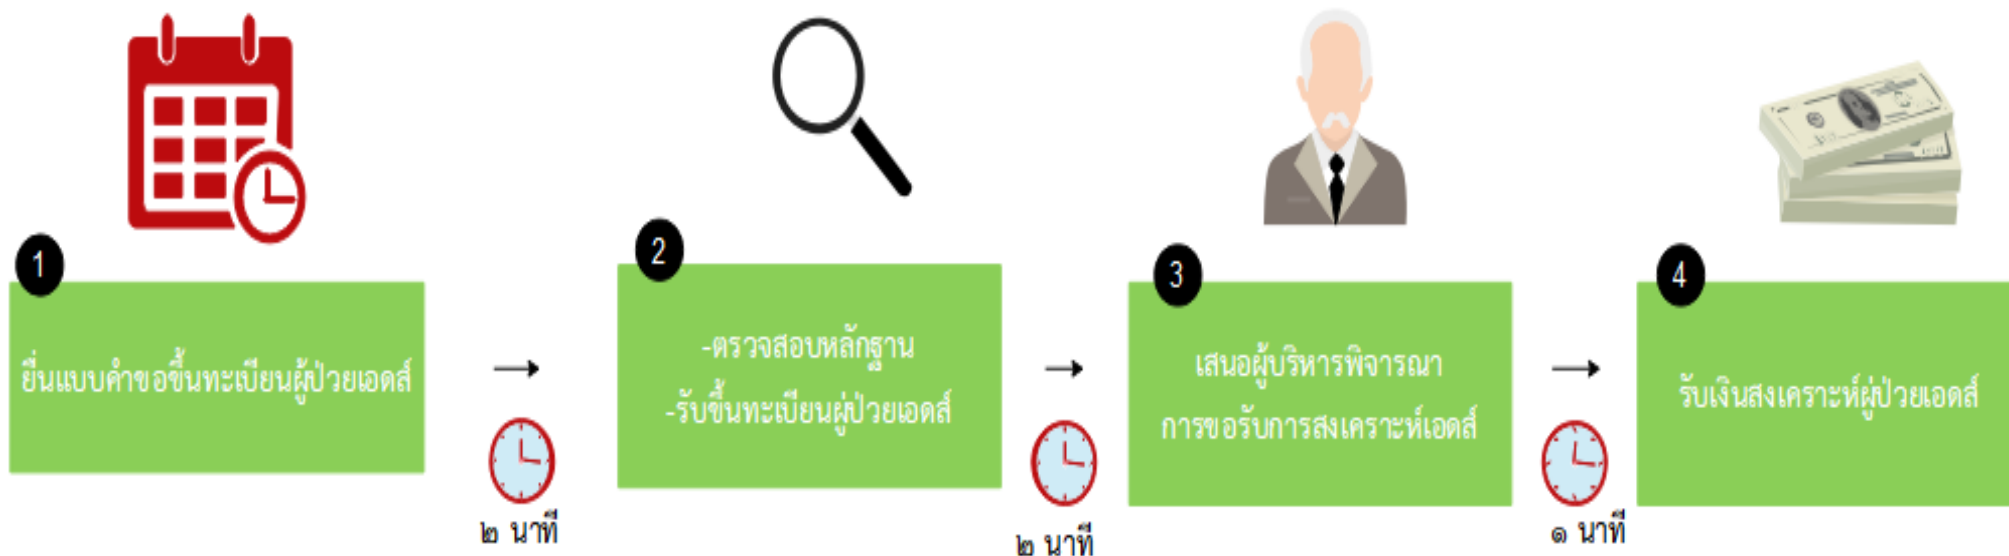 1
ยื่นแบบคำขอขึ้นทะเบียนผู้ป่วยเอดส์
๒ นาที
2
-ตรวจสอบหลักฐาน
-รับขึ้นทะเบียนผู่ป่วยเอดส์
๒ นาที
3
เสนอผู้บริหารพิจารณา
การขอรับการสงเคราะห์เอดส์
๑ นาที
4
รับเงินสงเคราะห์ผู่ป่วยเอดส์